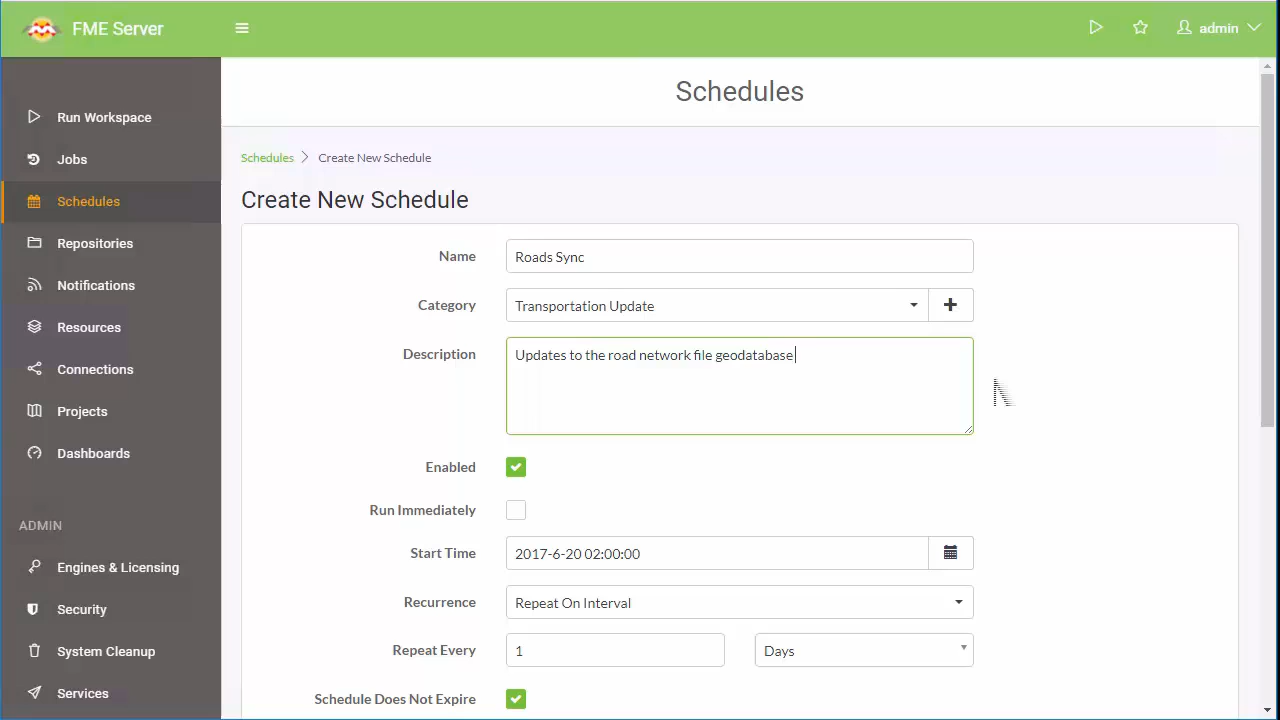 FME Server
admin
Schedules
Run Workspace
Jobs
Schedules
Repositories
Notifications
Resources
Connections
Projects
Dashboards
ADMIN
Engines & Licensing
Security
System Cleanup
Services
Schedules > Create New Schedule
Create New Schedule
Name Roads Sync
Category Transportation Update
Description Updates to the road network file geodatabase
Enabled
Run Immediately
Start Time 2017-6-20 02:00:00
Recurrence Repeat On Interval
Repeat Every 1 Days
Schedule Does Not Expire